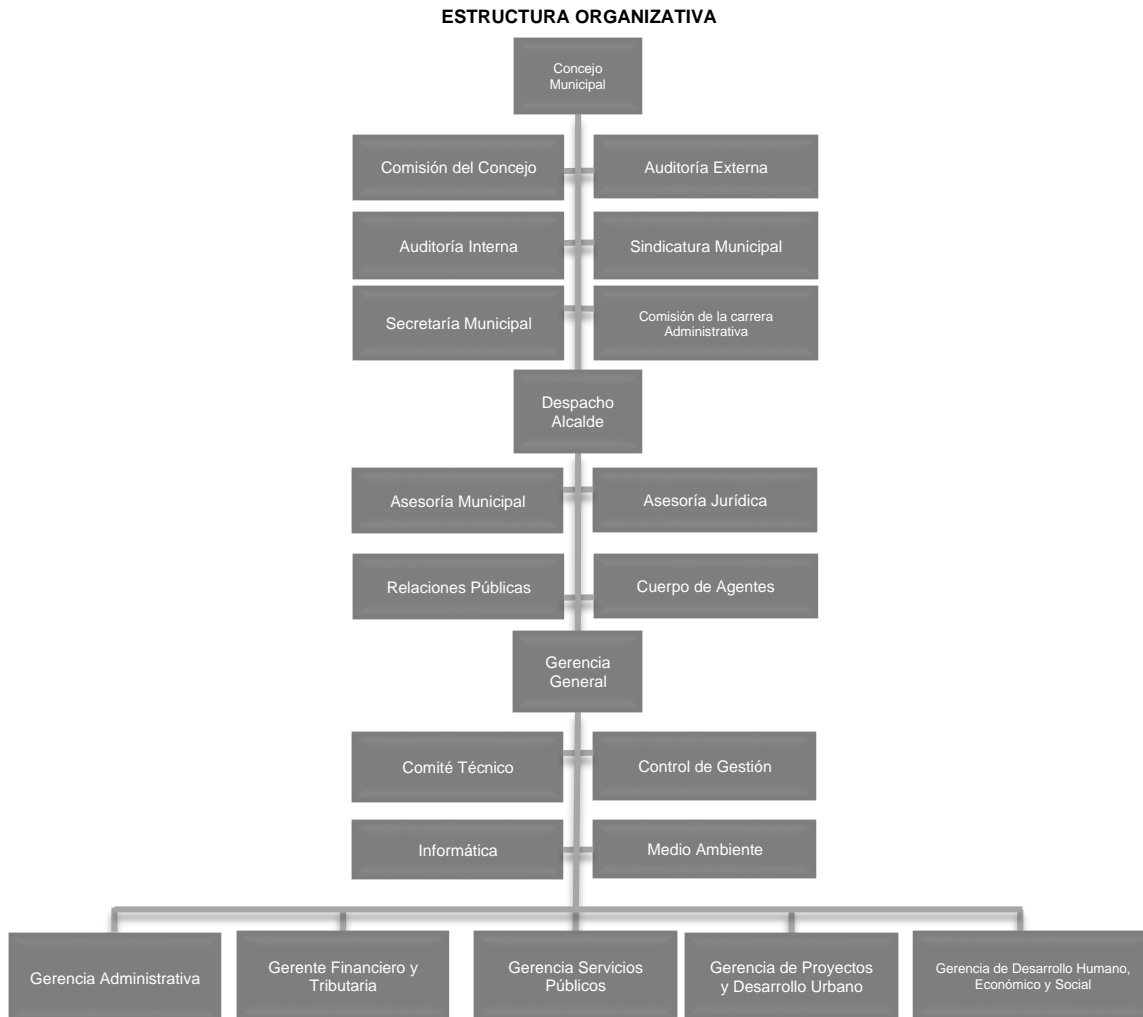 ESTRUCTURA ORGANIZATIVA
Concejo
Municipal
Comisión del Concejo
Auditoría Externa
Auditoría Interna
Sindicatura Municipal
Secretaría Municipal
Comisión de la carrera
Administrativa
Despacho
Alcalde
Asesoría Municipal
Asesoría Jurídica
Relaciones Públicas
Cuerpo de Agentes
Gerencia
General
Comité Técnico
Control de Gestión
Informática
Medio Ambiente
Gerencia Administrativa
Gerente Financiero y
Tributaria
Gerencia Servicios
Públicos
Gerencia de Proyectos
y Desarrollo Urbano
Gerencia de Desarrollo Humano,
Económico y Social